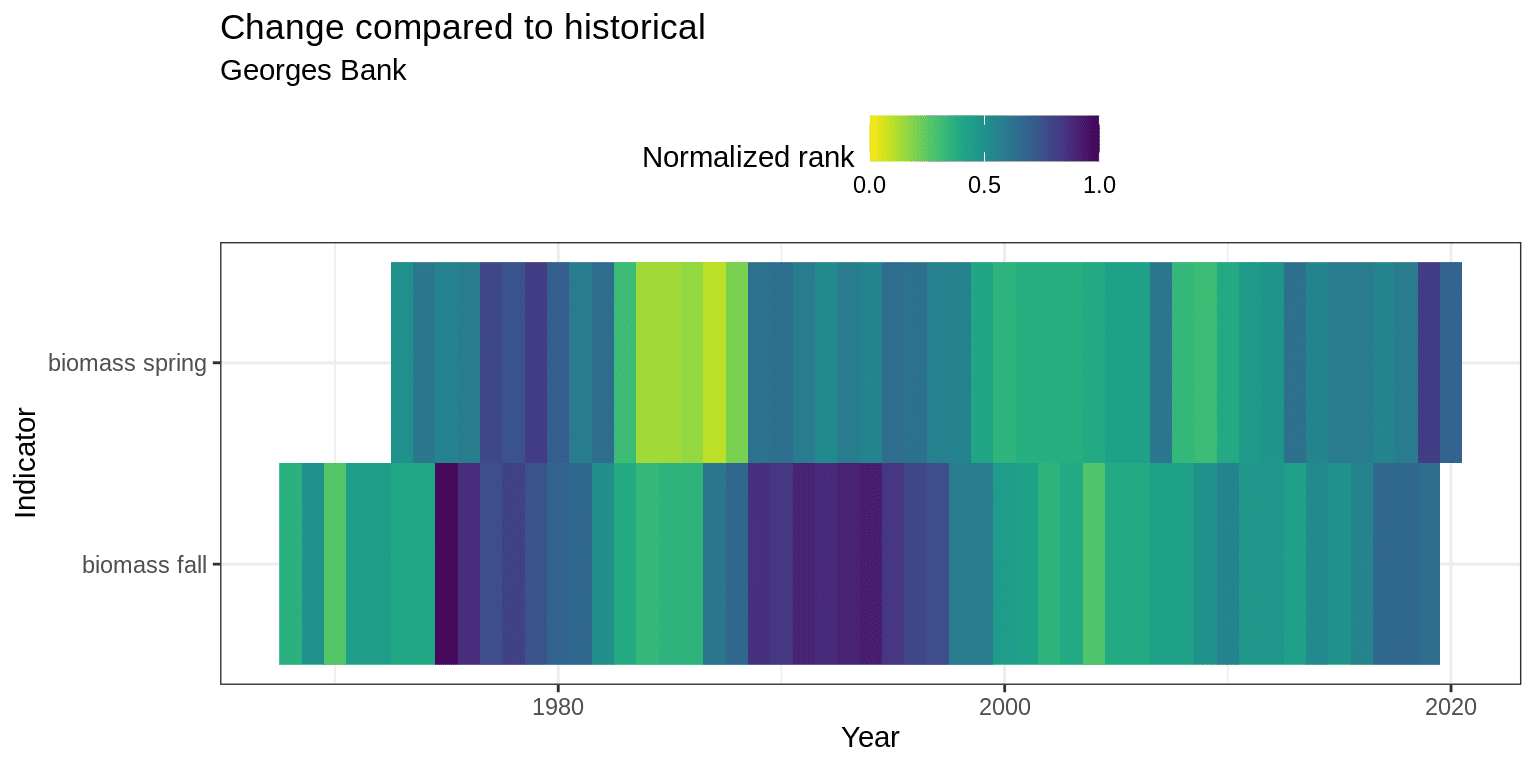 Change compared to historical
Georges Bank
Normalized rank
0.0 0.5 1.0
Indicator
biomass spring
biomass fall
1980 2000 2020
Year